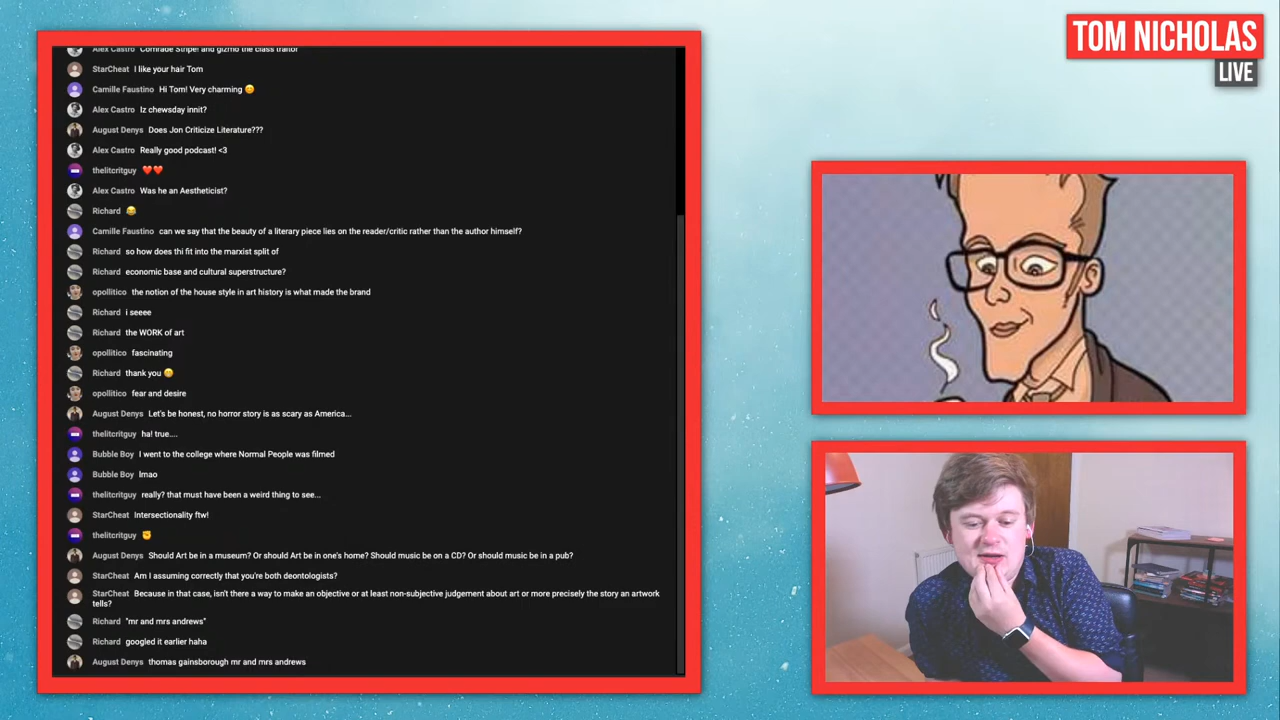 TOM NICHOLAS
LIVE
Alex Castro Comrade Stripe! and gizmo the class traitor
StarCheat I like your hair Tom
Camille Faustino Hi Tom! Very charming 😊
Alex Castro Iz chewsday innit?
August Denys Does Jon Criticize Literature???
Alex Castro Really good podcast! <3
thelitcritguy ❤️❤️
Alex Castro Was he an Aestheticist?
Richard 😂
Camille Faustino can we say that the beauty of a literary piece lies on the reader/critic rather than the author himself?
Richard so how does thi fit into the marxist split of
Richard economic base and cultural superstructure?
opollitico the notion of the house style in art history is what made the brand
Richard i seeee
Richard the WORK of art
opollitico fascinating
Richard thank you 😊
opollitico fear and desire
August Denys Let's be honest, no horror story is as scary as America...
thelitcritguy ha! true....
Bubble Boy I went to the college where Normal People was filmed
Bubble Boy lmao
thelitcritguy really? that must have been a weird thing to see...
StarCheat Intersectionality ftw!
thelitcritguy ✊
August Denys Should Art be in a museum? Or should Art be in one's home? Should music be on a CD? Or should music be in a pub?
StarCheat Am I assuming correctly that you're both deontologists?
StarCheat Because in that case, isn't there a way to make an objective or at least non-subjective judgement about art or more precisely the story an artwork
tells?
Richard "mr and mrs andrews"
Richard googled it earlier haha
August Denys thomas gainsborough mr and mrs andrews